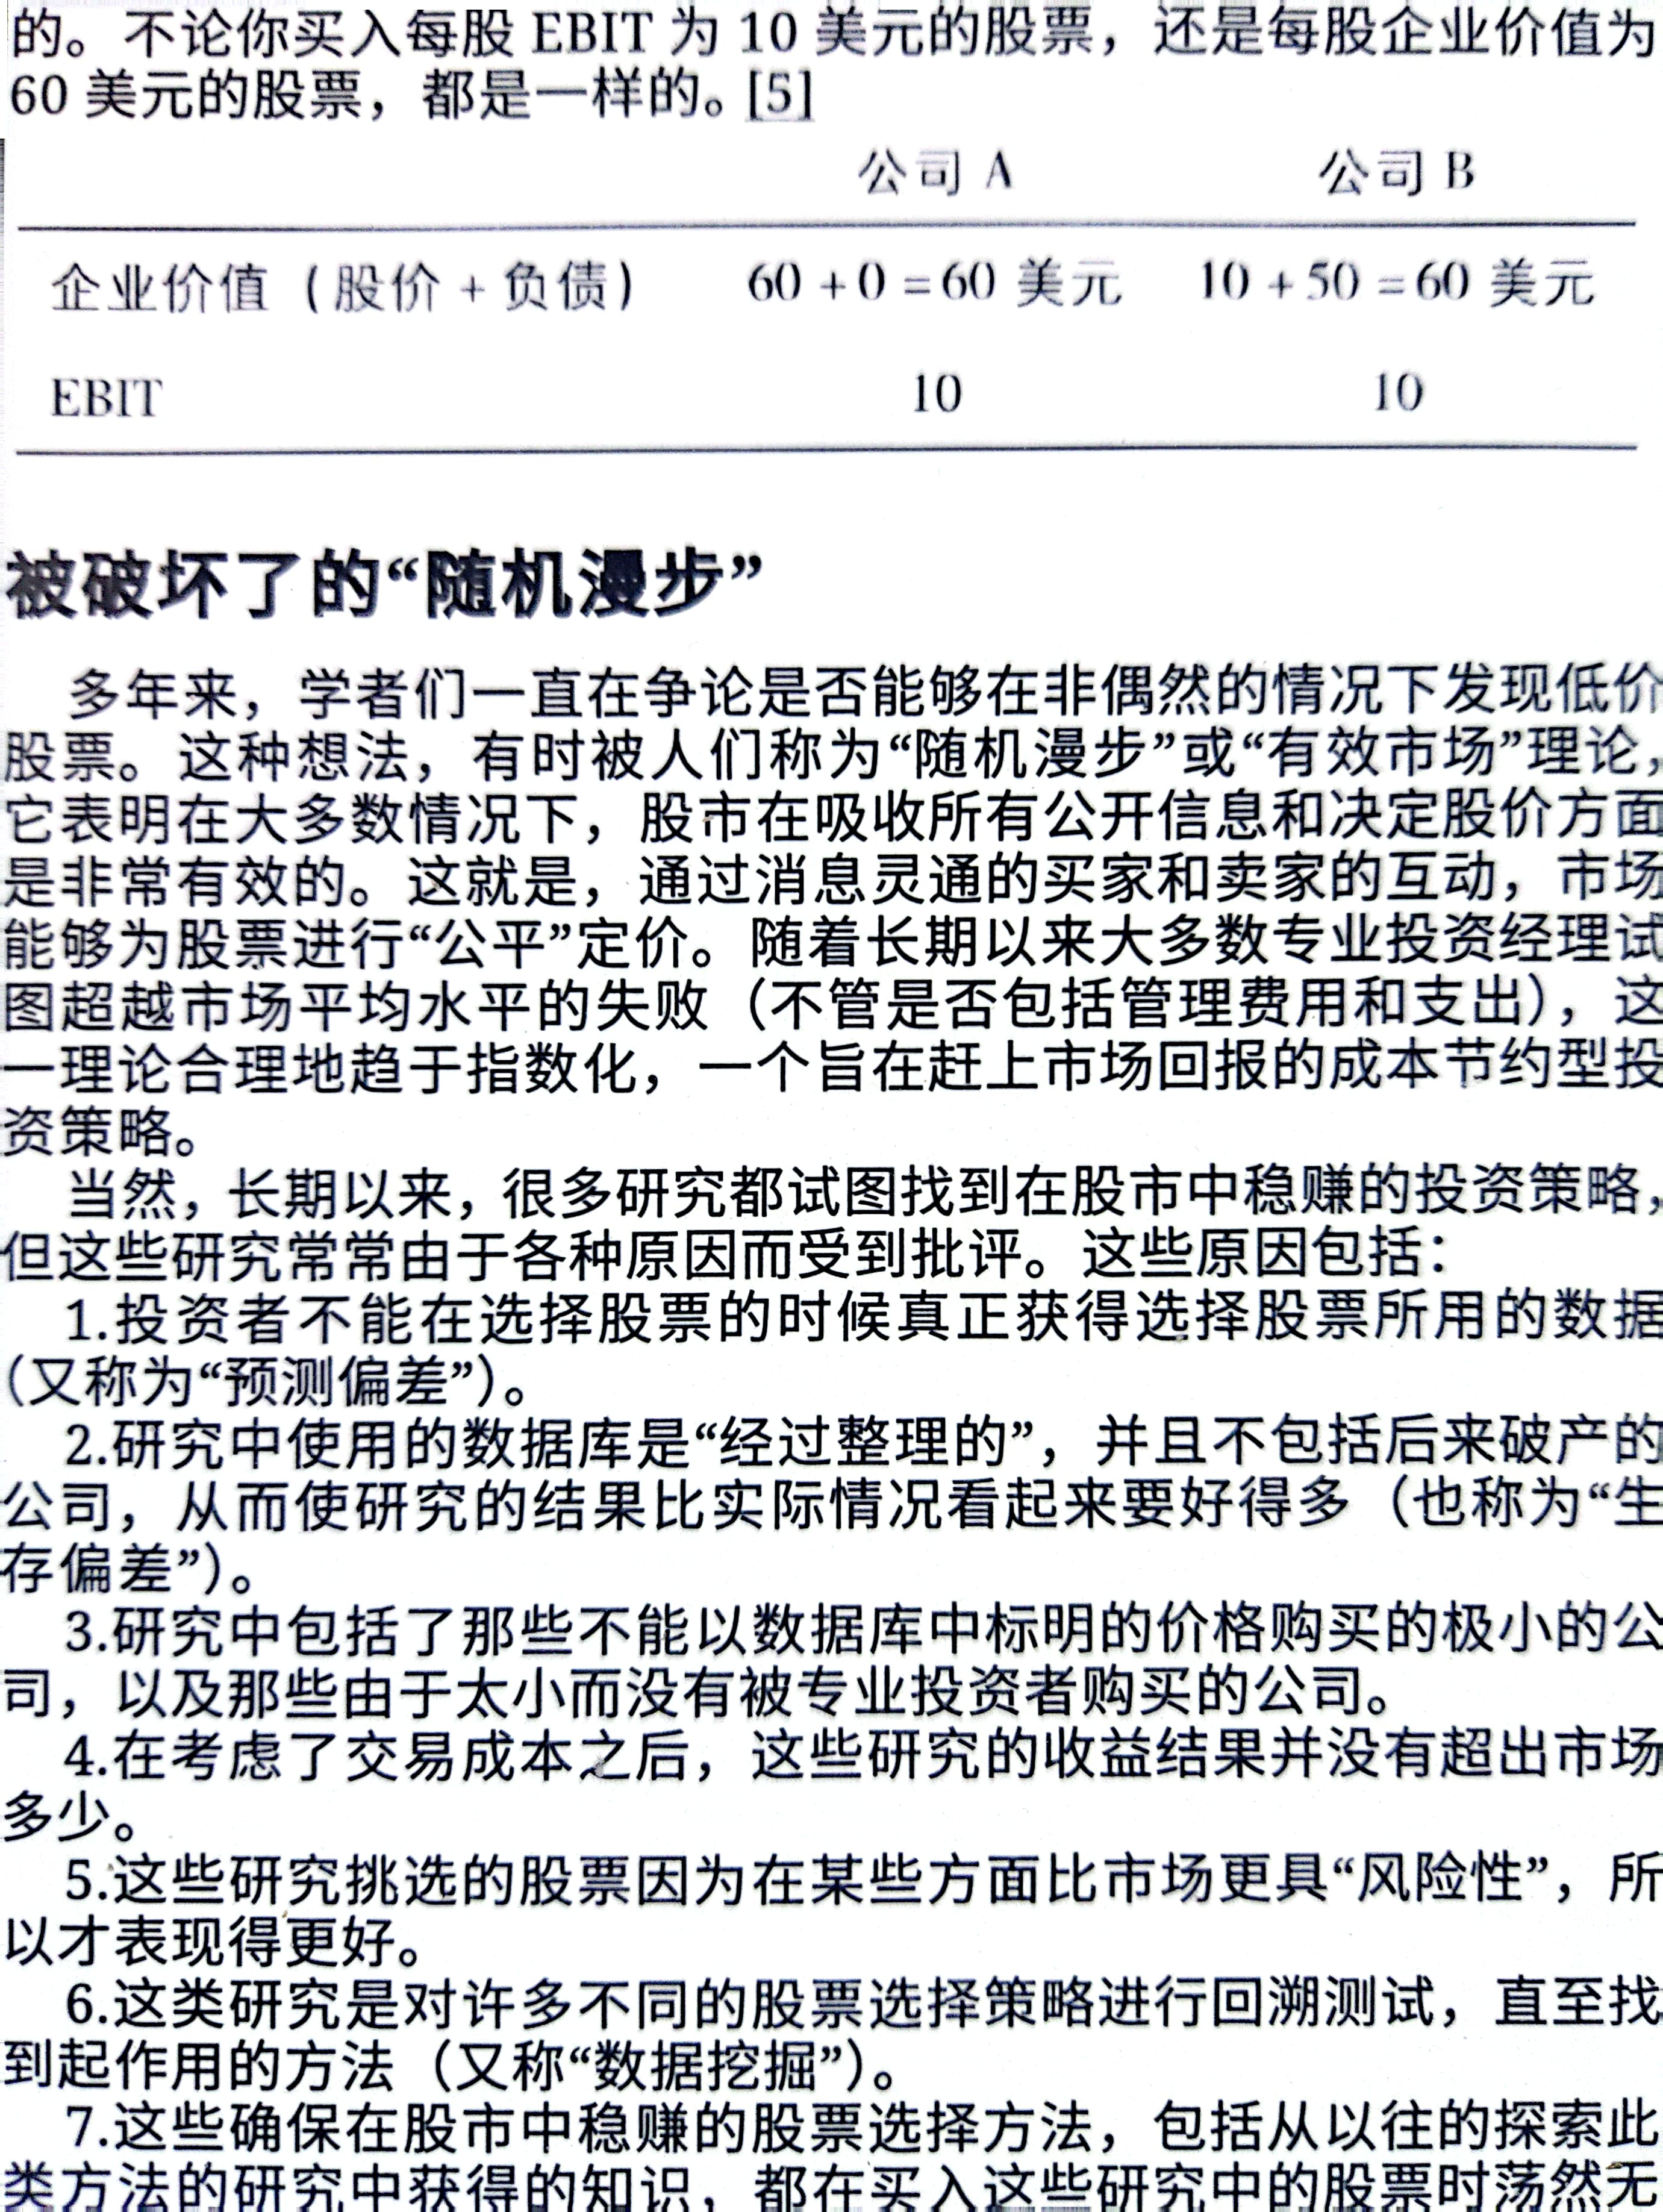 的。不论你买入每股 EBIT 为 10 美元的股票，还是每股企业价值为
60 美元的股票，都是一样的。[5]
公司 A 公司 B
企业价值（股价 + 负债） 60 + 0 = 60 美元 10 + 50 = 60 美元
EBIT 10 10
被破坏了的“随机漫步”
多年来，学者们一直在争论是否能够在非偶然的情况下发现低价
股票。这种想法，有时被人们称为“随机漫步”或“有效市场”理论，
它表明在大多数情况下，股市在吸收所有公开信息和决定股价方面
是非常有效的。这就是，通过消息灵通的买家和卖家的互动，市场
能够为股票进行“公平”定价。随着长期以来大多数专业投资经理试
图超越市场平均水平的失败（不管是否包括管理费用和支出），这
一理论合理地趋于指数化，一个旨在赶上市场回报的成本节约型投
资策略。
当然，长期以来，很多研究都试图找到在股市中稳赚的投资策略，
但这些研究常常由于各种原因而受到批评。这些原因包括：
1.投资者不能在选择股票的时候真正获得选择股票所用的数据
（又称为“预测偏差”）。
2.研究中使用的数据库是“经过整理的”，并且不包括后来破产的
公司，从而使研究的结果比实际情况看起来要好得多（也称为“生
存偏差”）。
3.研究中包括了那些不能以数据库中标明的价格购买的极小的公
司，以及那些由于太小而没有被专业投资者购买的公司。
4.在考虑了交易成本之后，这些研究的收益结果并没有超出市场
多少。
5.这些研究挑选的股票因为在某些方面比市场更具“风险性”，所
以才表现得更好。
6.这类研究是对许多不同的股票选择策略进行回溯测试，直至找
到起作用的方法（又称“数据挖掘”）。
7.这些确保在股市中稳赚的股票选择方法，包括从以往的探索此
类方法的研究中获得的知识，都在买入这些研究中的股票时荡然无